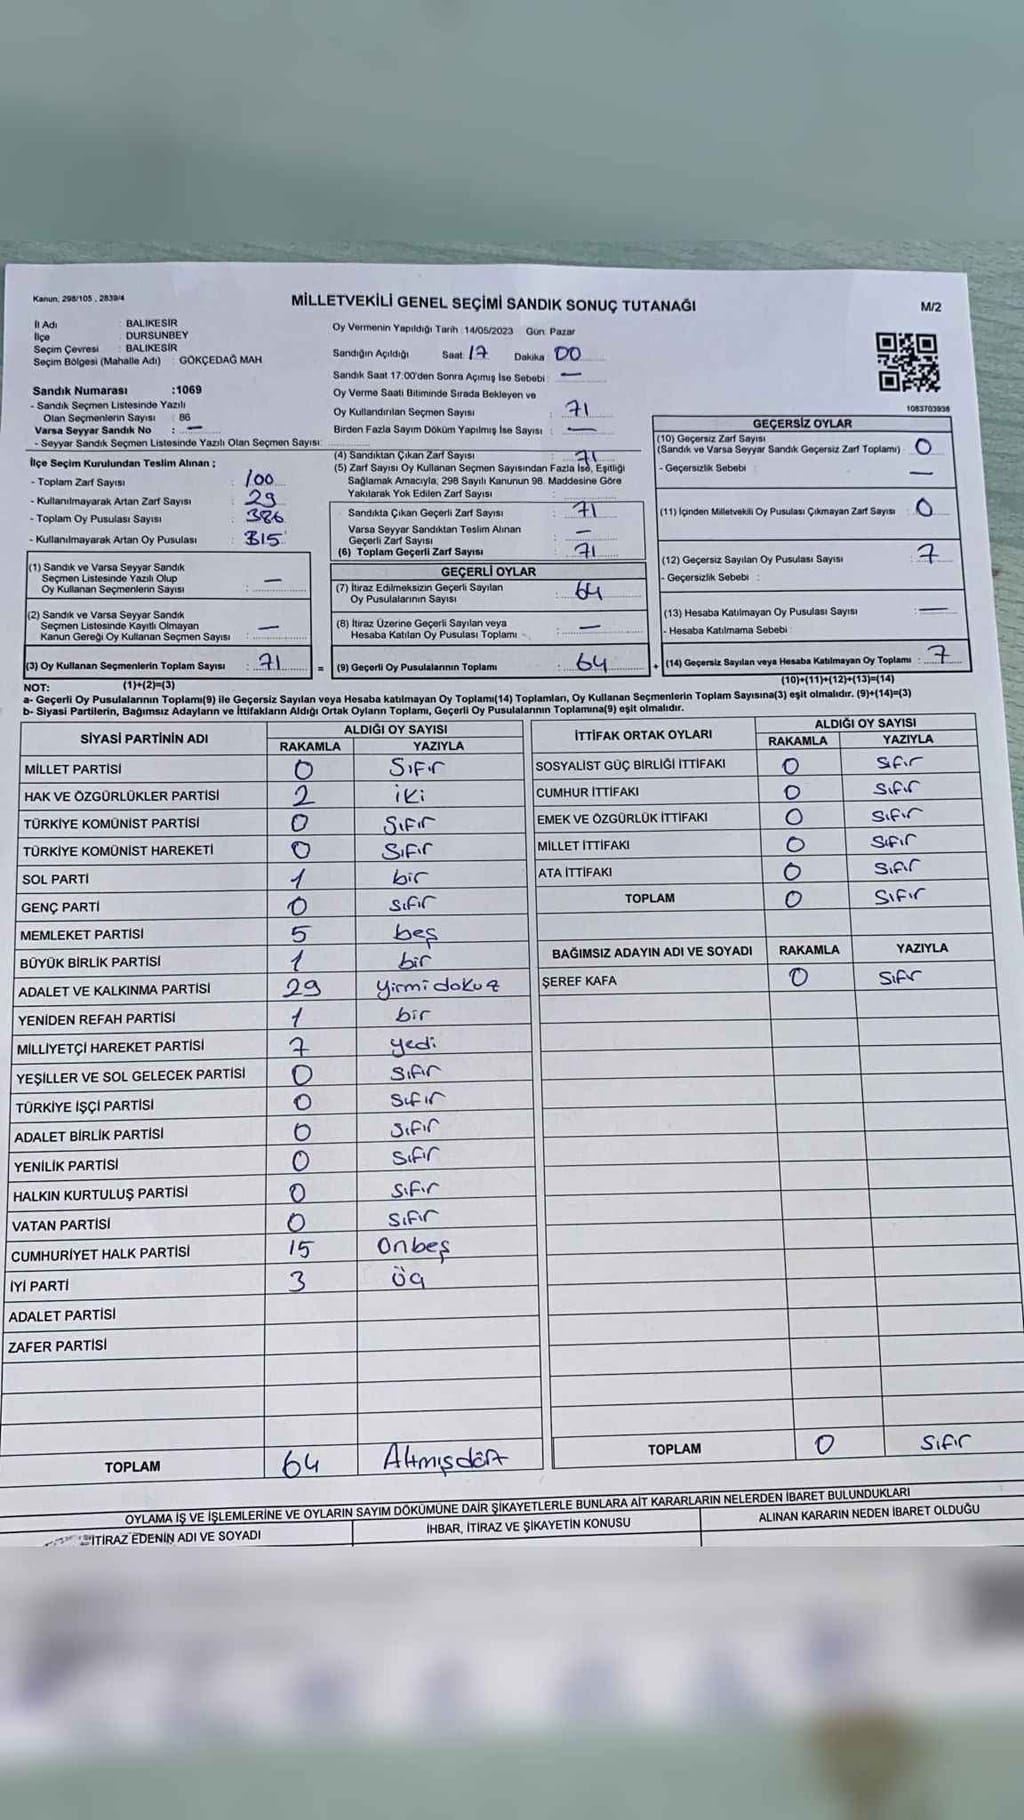 Kanun, 298/105 , 2839/4
MİLLETVEKİLİ GENEL SEÇİMİ SANDIK SONUÇ TUTANAĞI
M/2
İl Adı : BALIKESİR
İlçe : DURSUNBEY
Seçim Çevresi : BALIKESİR
Seçim Bölgesi (Mahalle Adı) : GÖKÇEDAĞ MAH
Sandık Numarası :1069
- Sandık Seçmen Listesinde Yazılı
Olan Seçmenlerin Sayısı : 86
Varsa Seyyar Sandık No : —
- Seyyar Sandık Seçmen Listesinde Yazılı Olan Seçmen Sayısı:
İlçe Seçim Kurulundan Teslim Alınan ;
- Toplam Zarf Sayısı : 100
- Kullanılmayarak Artan Zarf Sayısı : 29
- Toplam Oy Pusulası Sayısı : 386
- Kullanılmayarak Artan Oy Pusulası : 315
(1) Sandık ve Varsa Seyyar Sandık
Seçmen Listesinde Yazılı Olup
Oy Kullanan Seçmenlerin Sayısı : —
(2) Sandık ve Varsa Seyyar Sandık
Seçmen Listesinde Kayıtlı Olmayan
Kanun Gereği Oy Kullanan Seçmen Sayısı : —
(3) Oy Kullanan Seçmenlerin Toplam Sayısı : 71 =
Oy Vermenin Yapıldığı Tarih :14/05/2023 Gün: Pazar
Sandığın Açıldığı Saat 17 Dakika 00
Sandık Saat 17:00'den Sonra Açımış İse Sebebi : —
Oy Verme Saati Bitiminde Sırada Bekleyen ve
Oy Kullandırılan Seçmen Sayısı : 71
Birden Fazla Sayım Döküm Yapılmış İse Sayısı : —
(4) Sandıktan Çıkan Zarf Sayısı : 71
(5) Zarf Sayısı Oy Kullanan Seçmen Sayısından Fazla İse, Eşitliği
Sağlamak Amacıyla, 298 Sayılı Kanunun 98. Maddesine Göre
Yakılarak Yok Edilen Zarf Sayısı :
Sandıkta Çıkan Geçerli Zarf Sayısı : 71
Varsa Seyyar Sandıktan Teslim Alınan
Geçerli Zarf Sayısı : —
(6) Toplam Geçerli Zarf Sayısı : 71
GEÇERLİ OYLAR
(7) İtiraz Edilmeksizin Geçerli Sayılan
Oy Pusulalarının Sayısı : 64
(8) İtiraz Üzerine Geçerli Sayılan veya
Hesaba Katılan Oy Pusulası Toplamı : —
(9) Geçerli Oy Pusulalarının Toplamı : 64 +
1083703936
GEÇERSİZ OYLAR
(10) Geçersiz Zarf Sayısı
(Sandık ve Varsa Seyyar Sandık Geçersiz Zarf Toplamı) : 0
- Geçersizlik Sebebi : —
(11) İçinden Milletvekili Oy Pusulası Çıkmayan Zarf Sayısı : 0
(12) Geçersiz Sayılan Oy Pusulası Sayısı : 7
- Geçersizlik Sebebi :
(13) Hesaba Katılmayan Oy Pusulası Sayısı : —
- Hesaba Katılmama Sebebi :
(14) Geçersiz Sayılan veya Hesaba Katılmayan Oy Toplamı : 7
NOT: (1)+(2)=(3)
(10)+(11)+(12)+(13)=(14)
a- Geçerli Oy Pusulalarının Toplamı(9) ile Geçersiz Sayılan veya Hesaba katılmayan Oy Toplamı(14) Toplamları, Oy Kullanan Seçmenlerin Toplam Sayısına(3) eşit olmalıdır. (9)+(14)=(3)
b- Siyasi Partilerin, Bağımsız Adayların ve İttifakların Aldığı Ortak Oyların Toplamı, Geçerli Oy Pusulalarının Toplamına(9) eşit olmalıdır.
SİYASİ PARTİNİN ADI ALDIĞI OY SAYISI
RAKAMLA YAZIYLA
MİLLET PARTİSİ 0 Sıfır
HAK VE ÖZGÜRLÜKLER PARTİSİ 2 iki
TÜRKİYE KOMÜNİST PARTİSİ 0 Sıfır
TÜRKİYE KOMÜNİST HAREKETİ 0 Sıfır
SOL PARTİ 1 bir
GENÇ PARTİ 0 sıfır
MEMLEKET PARTİSİ 5 beş
BÜYÜK BİRLİK PARTİSİ 1 bir
ADALET VE KALKINMA PARTİSİ 29 yirmidokuz
YENİDEN REFAH PARTİSİ 1 bir
MİLLİYETÇİ HAREKET PARTİSİ 7 yedi
YEŞİLLER VE SOL GELECEK PARTİSİ 0 Sıfır
TÜRKİYE İŞÇİ PARTİSİ 0 Sıfır
ADALET BİRLİK PARTİSİ 0 Sıfır
YENİLİK PARTİSİ 0 Sıfır
HALKIN KURTULUŞ PARTİSİ 0 Sıfır
VATAN PARTİSİ 0 Sıfır
CUMHURİYET HALK PARTİSİ 15 Onbeş
İYİ PARTİ 3 üç
ADALET PARTİSİ
ZAFER PARTİSİ
TOPLAM 64 Altmışdört
İTTİFAK ORTAK OYLARI ALDIĞI OY SAYISI
RAKAMLA YAZIYLA
SOSYALİST GÜÇ BİRLİĞİ İTTİFAKI 0 Sıfır
CUMHUR İTTİFAKI 0 Sıfır
EMEK VE ÖZGÜRLÜK İTTİFAKI 0 Sıfır
MİLLET İTTİFAKI 0 Sıfır
ATA İTTİFAKI 0 Sıfır
TOPLAM 0 Sıfır
BAĞIMSIZ ADAYIN ADI VE SOYADI RAKAMLA YAZIYLA
ŞEREF KAFA 0 Sıfır
TOPLAM 0 Sıfır
OYLAMA İŞ VE İŞLEMLERİNE VE OYLARIN SAYIM DÖKÜMÜNE DAİR ŞİKAYETLERLE BUNLARA AİT KARARLARIN NELERDEN İBARET BULUNDUKLARI
İTİRAZ EDENİN ADI VE SOYADI İHBAR, İTİRAZ VE ŞİKAYETİN KONUSU ALINAN KARARIN NEDEN İBARET OLDUĞU